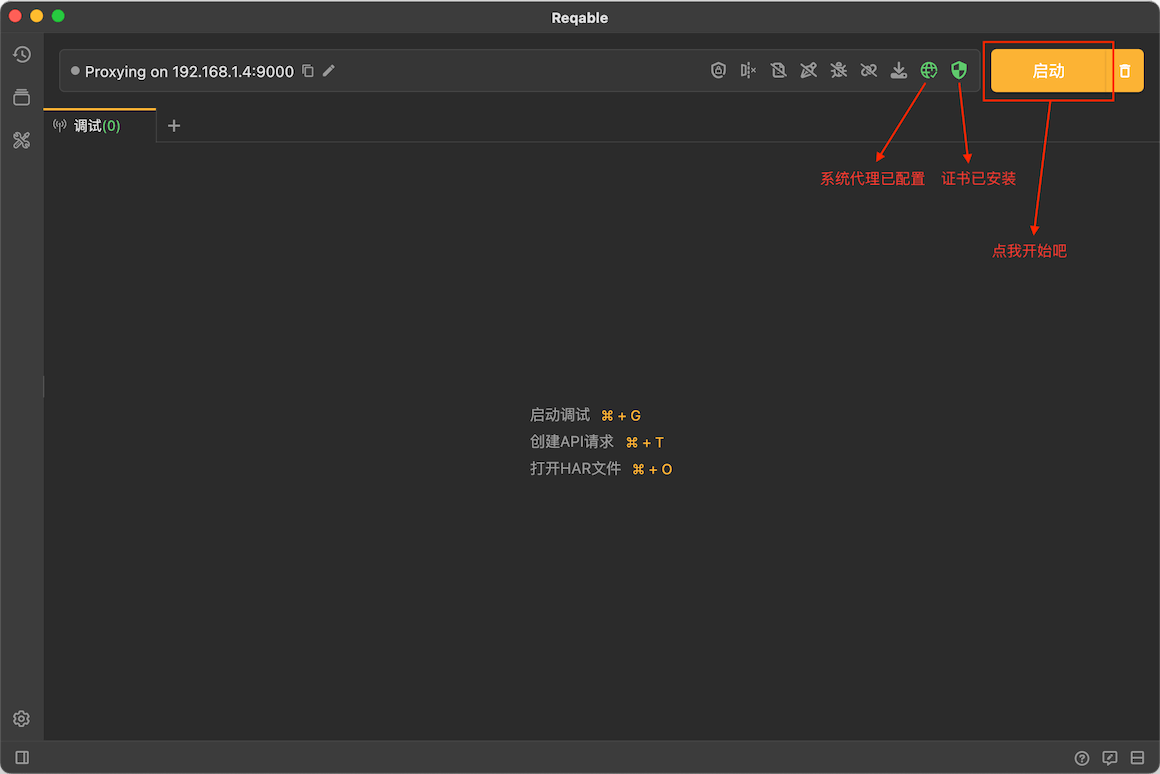 Reqable
Proxying on 192.168.1.4:9000
启动
调试(0)
系统代理已配置
证书已安装
点我开始吧
启动调试 ⌘ + G
创建API请求 ⌘ + T
打开HAR文件 ⌘ + O